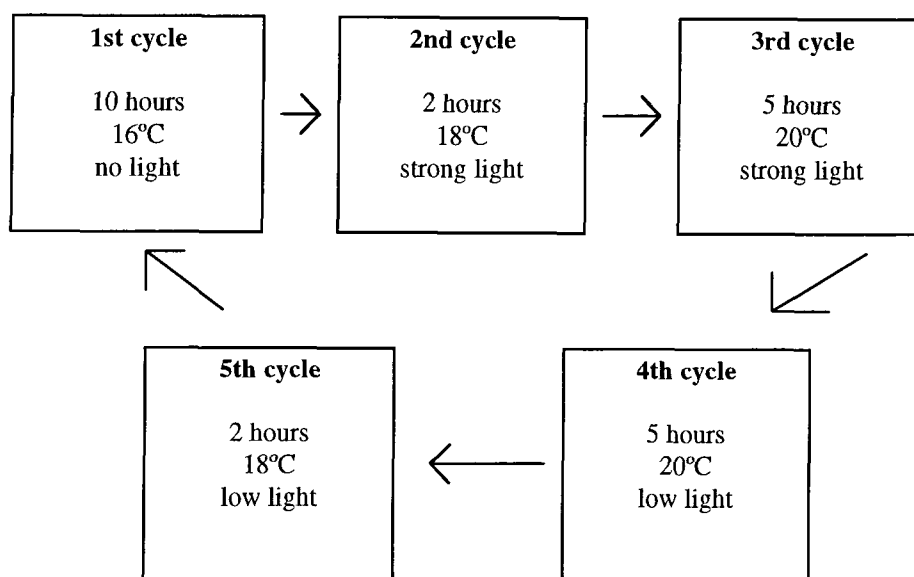 1st cycle
10 hours
16ºC
no light
2nd cycle
2 hours
18ºC
strong light
3rd cycle
5 hours
20ºC
strong light
4th cycle
5 hours
20ºC
low light
5th cycle
2 hours
18ºC
low light